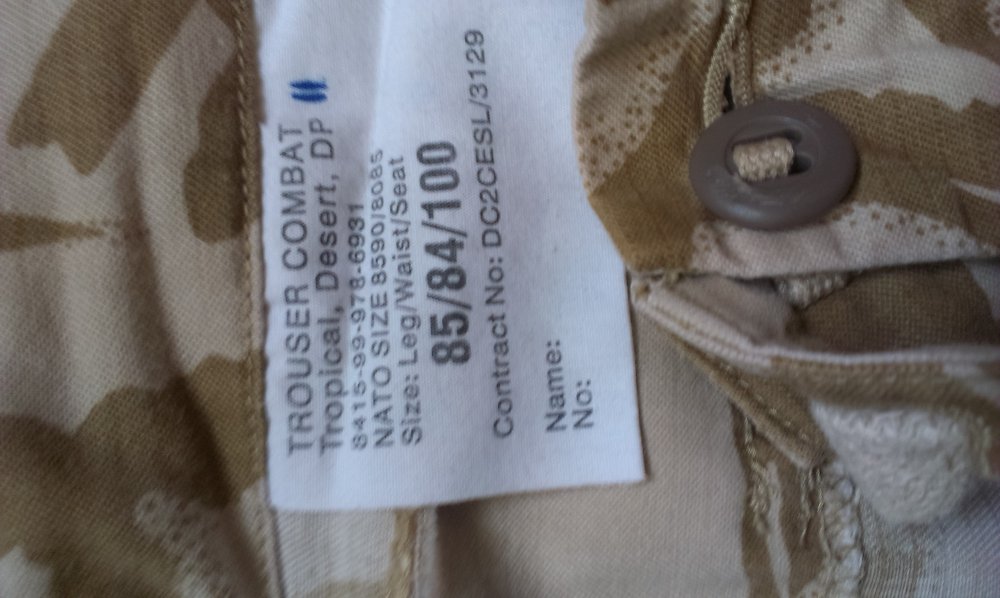 TROUSER COMBAT
Tropical, Desert, DP
8415-99-978-6931
NATO SIZE 8590/8085
Size: Leg/Waist/Seat
85/84/100
Contract No: DC2CESL/3129
Name:
No: